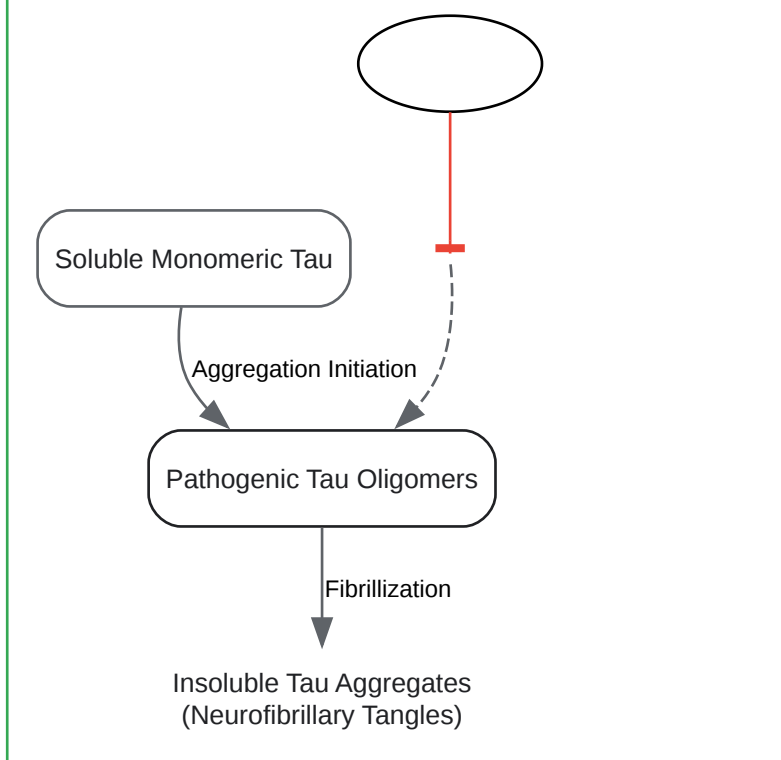 Soluble Monomeric Tau
Aggregation Initiation
Pathogenic Tau Oligomers
Fibrillization
Insoluble Tau Aggregates
(Neurofibrillary Tangles)